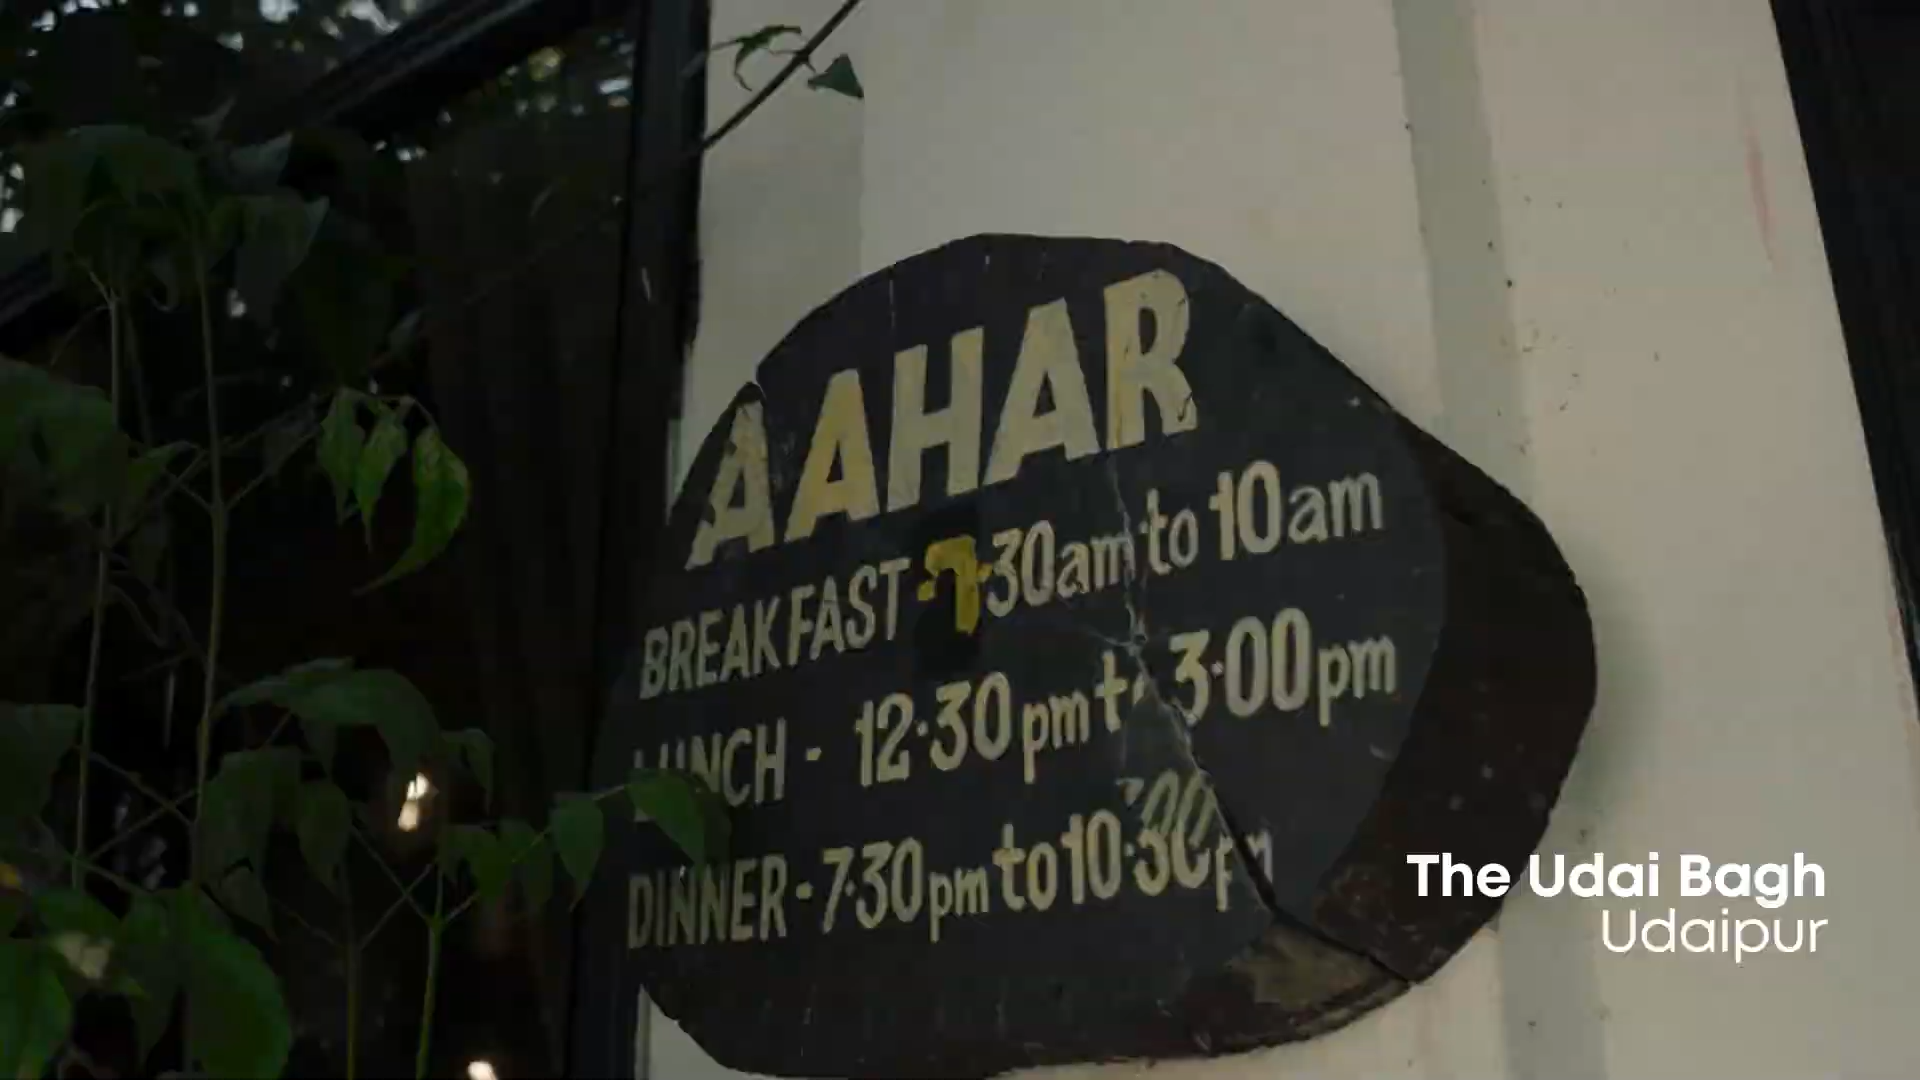 AAHAR
BREAKFAST - 7·30am to 10am
LUNCH - 12·30pm to 3·00pm
DINNER - 7·30pm to 10·30pm
The Udai Bagh
Udaipur